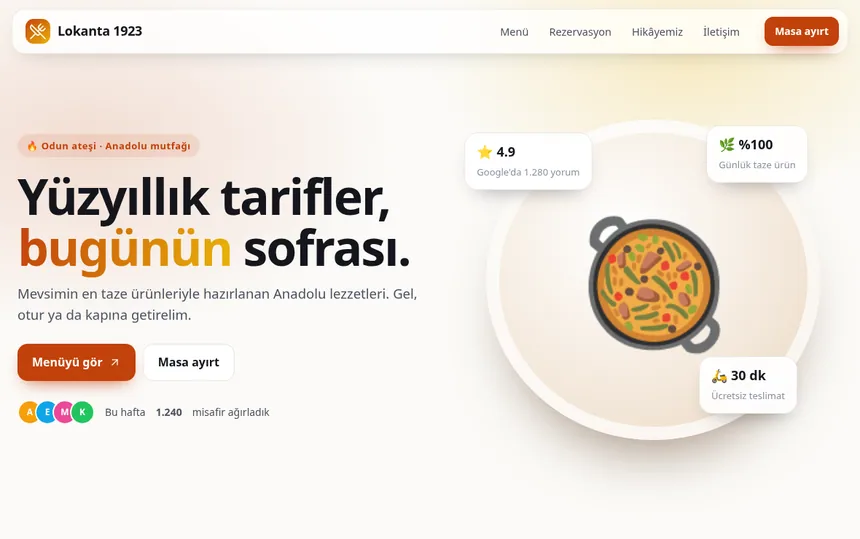 Lokanta 1923
Menü
Rezervasyon
Hikâyemiz
İletişim
Masa ayırt
🔥 Odun ateşi · Anadolu mutfağı
Yüzyıllık tarifler,
bugünün sofrası.
Mevsimin en taze ürünleriyle hazırlanan Anadolu lezzetleri. Gel,
otur ya da kapına getirelim.
Menüyü gör
Masa ayırt
A E M K
Bu hafta 1.240 misafir ağırladık
⭐ 4.9
Google'da 1.280 yorum
🌿 %100
Günlük taze ürün
🛵 30 dk
Ücretsiz teslimat